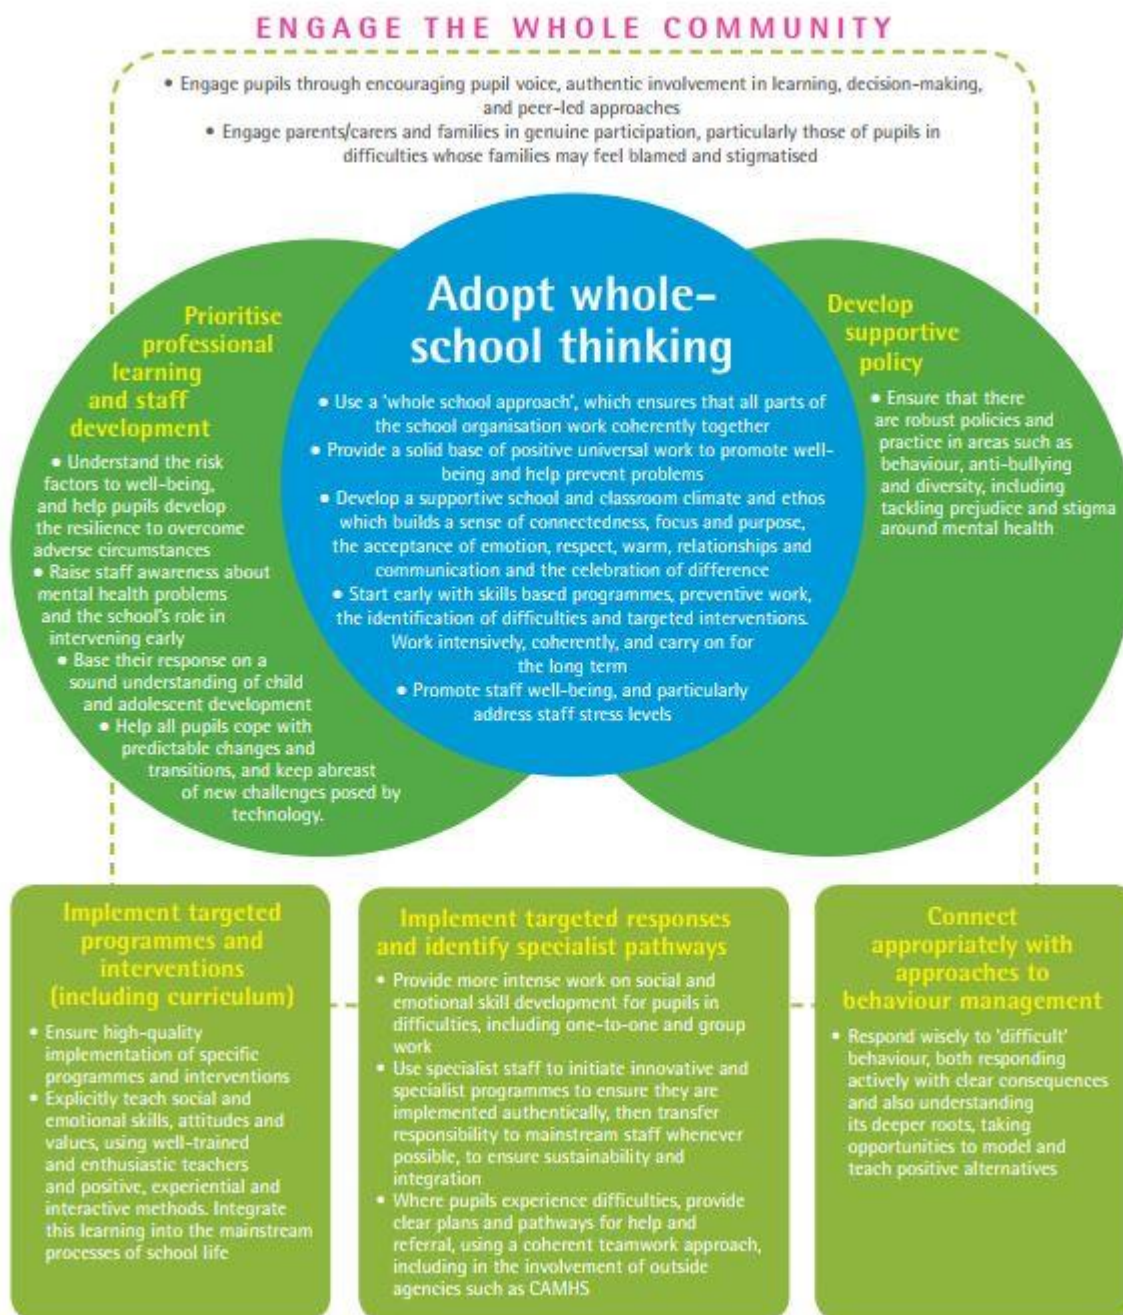 ENGAGE THE WHOLE COMMUNITY
• Engage pupils through encouraging pupil voice, authentic involvement in learning, decision-making,
and peer-led approaches
• Engage parents/carers and families in genuine participation, particularly those of pupils in
difficulties whose families may feel blamed and stigmatised
Prioritise
professional
learning
and staff
development
• Understand the risk
factors to well-being,
and help pupils develop
the resilience to overcome
adverse circumstances
• Raise staff awareness about
mental health problems
and the school's role in
intervening early
• Base their response on a
sound understanding of child
and adolescent development
• Help all pupils cope with
predictable changes and
transitions, and keep abreast
of new challenges posed by
technology.
Adopt whole-
school thinking
• Use a 'whole school approach', which ensures that all parts of
the school organisation work coherently together
• Provide a solid base of positive universal work to promote well-
being and help prevent problems
• Develop a supportive school and classroom climate and ethos
which builds a sense of connectedness, focus and purpose,
the acceptance of emotion, respect, warm, relationships and
communication and the celebration of difference
• Start early with skills based programmes, preventive work,
the identification of difficulties and targeted interventions.
Work intensively, coherently, and carry on for
the long term
• Promote staff well-being, and particularly
address staff stress levels
Develop
supportive
policy
• Ensure that there
are robust policies and
practice in areas such as
behaviour, anti-bullying
and diversity, including
tackling prejudice and stigma
around mental health
Implement targeted
programmes and
interventions
(including curriculum)
• Ensure high-quality
implementation of specific
programmes and interventions
• Explicitly teach social and
emotional skills, attitudes and
values, using well-trained
and enthusiastic teachers
and positive, experiential and
interactive methods. Integrate
this learning into the mainstream
processes of school life
Implement targeted responses
and identify specialist pathways
• Provide more intense work on social and
emotional skill development for pupils in
difficulties, including one-to-one and group
work
• Use specialist staff to initiate innovative and
specialist programmes to ensure they are
implemented authentically, then transfer
responsibility to mainstream staff whenever
possible, to ensure sustainability and
integration
• Where pupils experience difficulties, provide
clear plans and pathways for help and
referral, using a coherent teamwork approach,
including in the involvement of outside
agencies such as CAMHS
Connect
appropriately with
approaches to
behaviour management
• Respond wisely to 'difficult'
behaviour, both responding
actively with clear consequences
and also understanding
its deeper roots, taking
opportunities to model and
teach positive alternatives